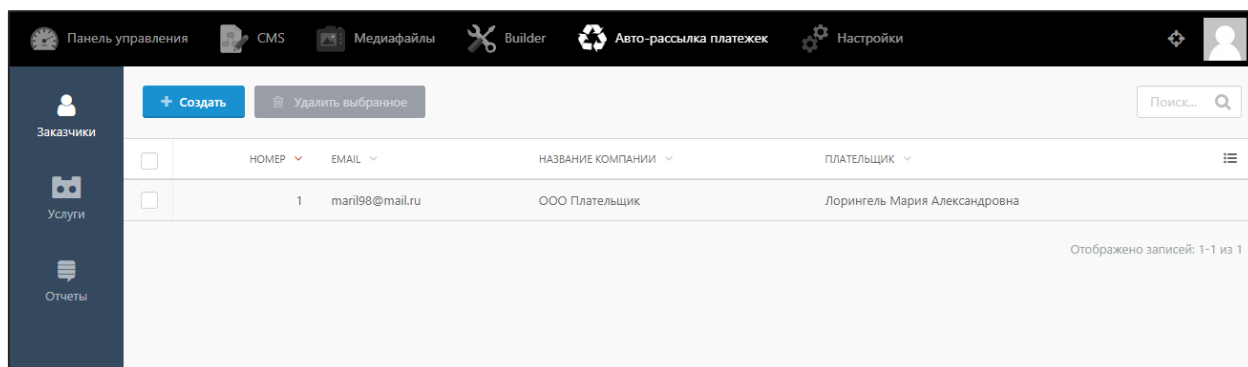 Панель управления CMS Медиафайлы Builder Авто-рассылка платежек Настройки
Заказчики
Услуги
Отчеты
+ Создать Удалить выбранное Поиск...
НОМЕР EMAIL НАЗВАНИЕ КОМПАНИИ ПЛАТЕЛЬЩИК
1 maril98@mail.ru ООО Плательщик Лорингель Мария Александровна
Отображено записей: 1-1 из 1